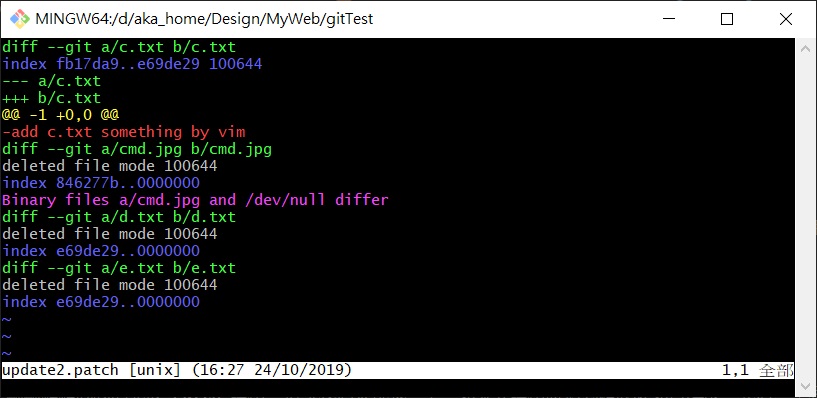 MINGW64:/d/aka_home/Design/MyWeb/gitTest
diff --git a/c.txt b/c.txt
index fb17da9..e69de29 100644
--- a/c.txt
+++ b/c.txt
@@ -1 +0,0 @@
-add c.txt something by vim
diff --git a/cmd.jpg b/cmd.jpg
deleted file mode 100644
index 846277b..0000000
Binary files a/cmd.jpg and /dev/null differ
diff --git a/d.txt b/d.txt
deleted file mode 100644
index e69de29..0000000
diff --git a/e.txt b/e.txt
deleted file mode 100644
index e69de29..0000000
~
~
~
update2.patch [unix] (16:27 24/10/2019) 1,1 全部